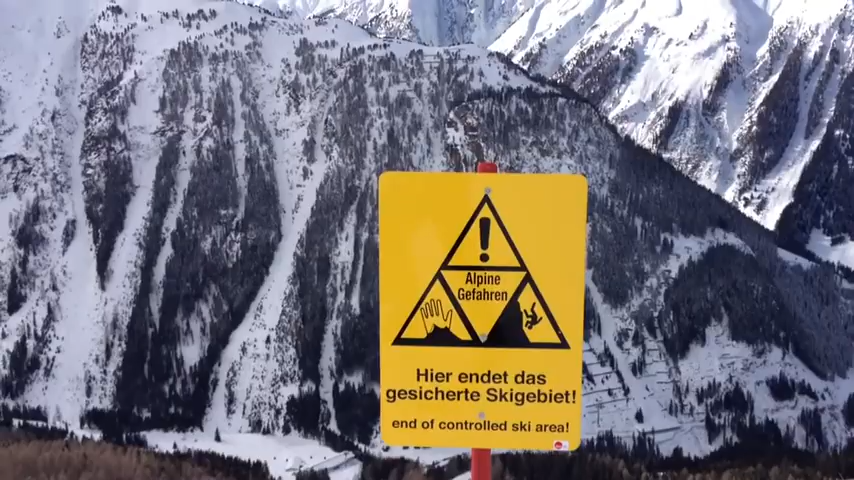 !
Alpine
Gefahren
Hier endet das
gesicherte Skigebiet!
end of controlled ski area!